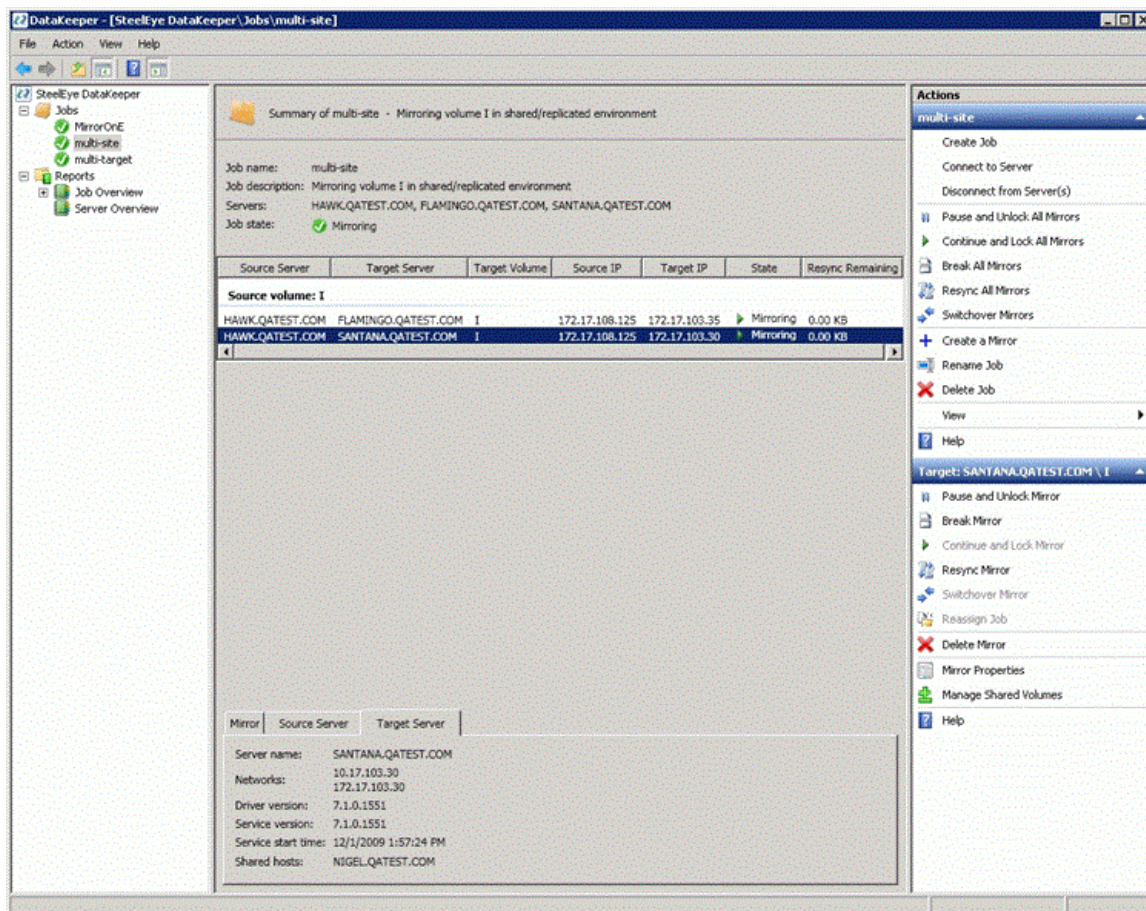 DataKeeper - [SteelEye DataKeeper\Jobs\multi-site]
File Action View Help
SteelEye DataKeeper
Jobs
MirrorOnE
multi-site
multi-target
Reports
Job Overview
Server Overview
Summary of multi-site - Mirroring volume I in shared/replicated environment
Job name: multi-site
Job description: Mirroring volume I in shared/replicated environment
Servers: HAWK.QATEST.COM, FLAMINGO.QATEST.COM, SANTANA.QATEST.COM
Job state: Mirroring
Source Server Target Server Target Volume Source IP Target IP State Resync Remaining
Source volume: I
HAWK.QATEST.COM FLAMINGO.QATEST.COM I 172.17.108.125 172.17.103.35 Mirroring 0.00 KB
HAWK.QATEST.COM SANTANA.QATEST.COM I 172.17.108.125 172.17.103.30 Mirroring 0.00 KB
Mirror Source Server Target Server
Server name: SANTANA.QATEST.COM
Networks: 10.17.103.30
172.17.103.30
Driver version: 7.1.0.1551
Service version: 7.1.0.1551
Service start time: 12/1/2009 1:57:24 PM
Shared hosts: NIGEL.QATEST.COM
Actions
multi-site
Create Job
Connect to Server
Disconnect from Server(s)
Pause and Unlock All Mirrors
Continue and Lock All Mirrors
Break All Mirrors
Resync All Mirrors
Switchover Mirrors
Create a Mirror
Rename Job
Delete Job
View
Help
Target: SANTANA.QATEST.COM \ I
Pause and Unlock Mirror
Break Mirror
Continue and Lock Mirror
Resync Mirror
Switchover Mirror
Reassign Job
Delete Mirror
Mirror Properties
Manage Shared Volumes
Help